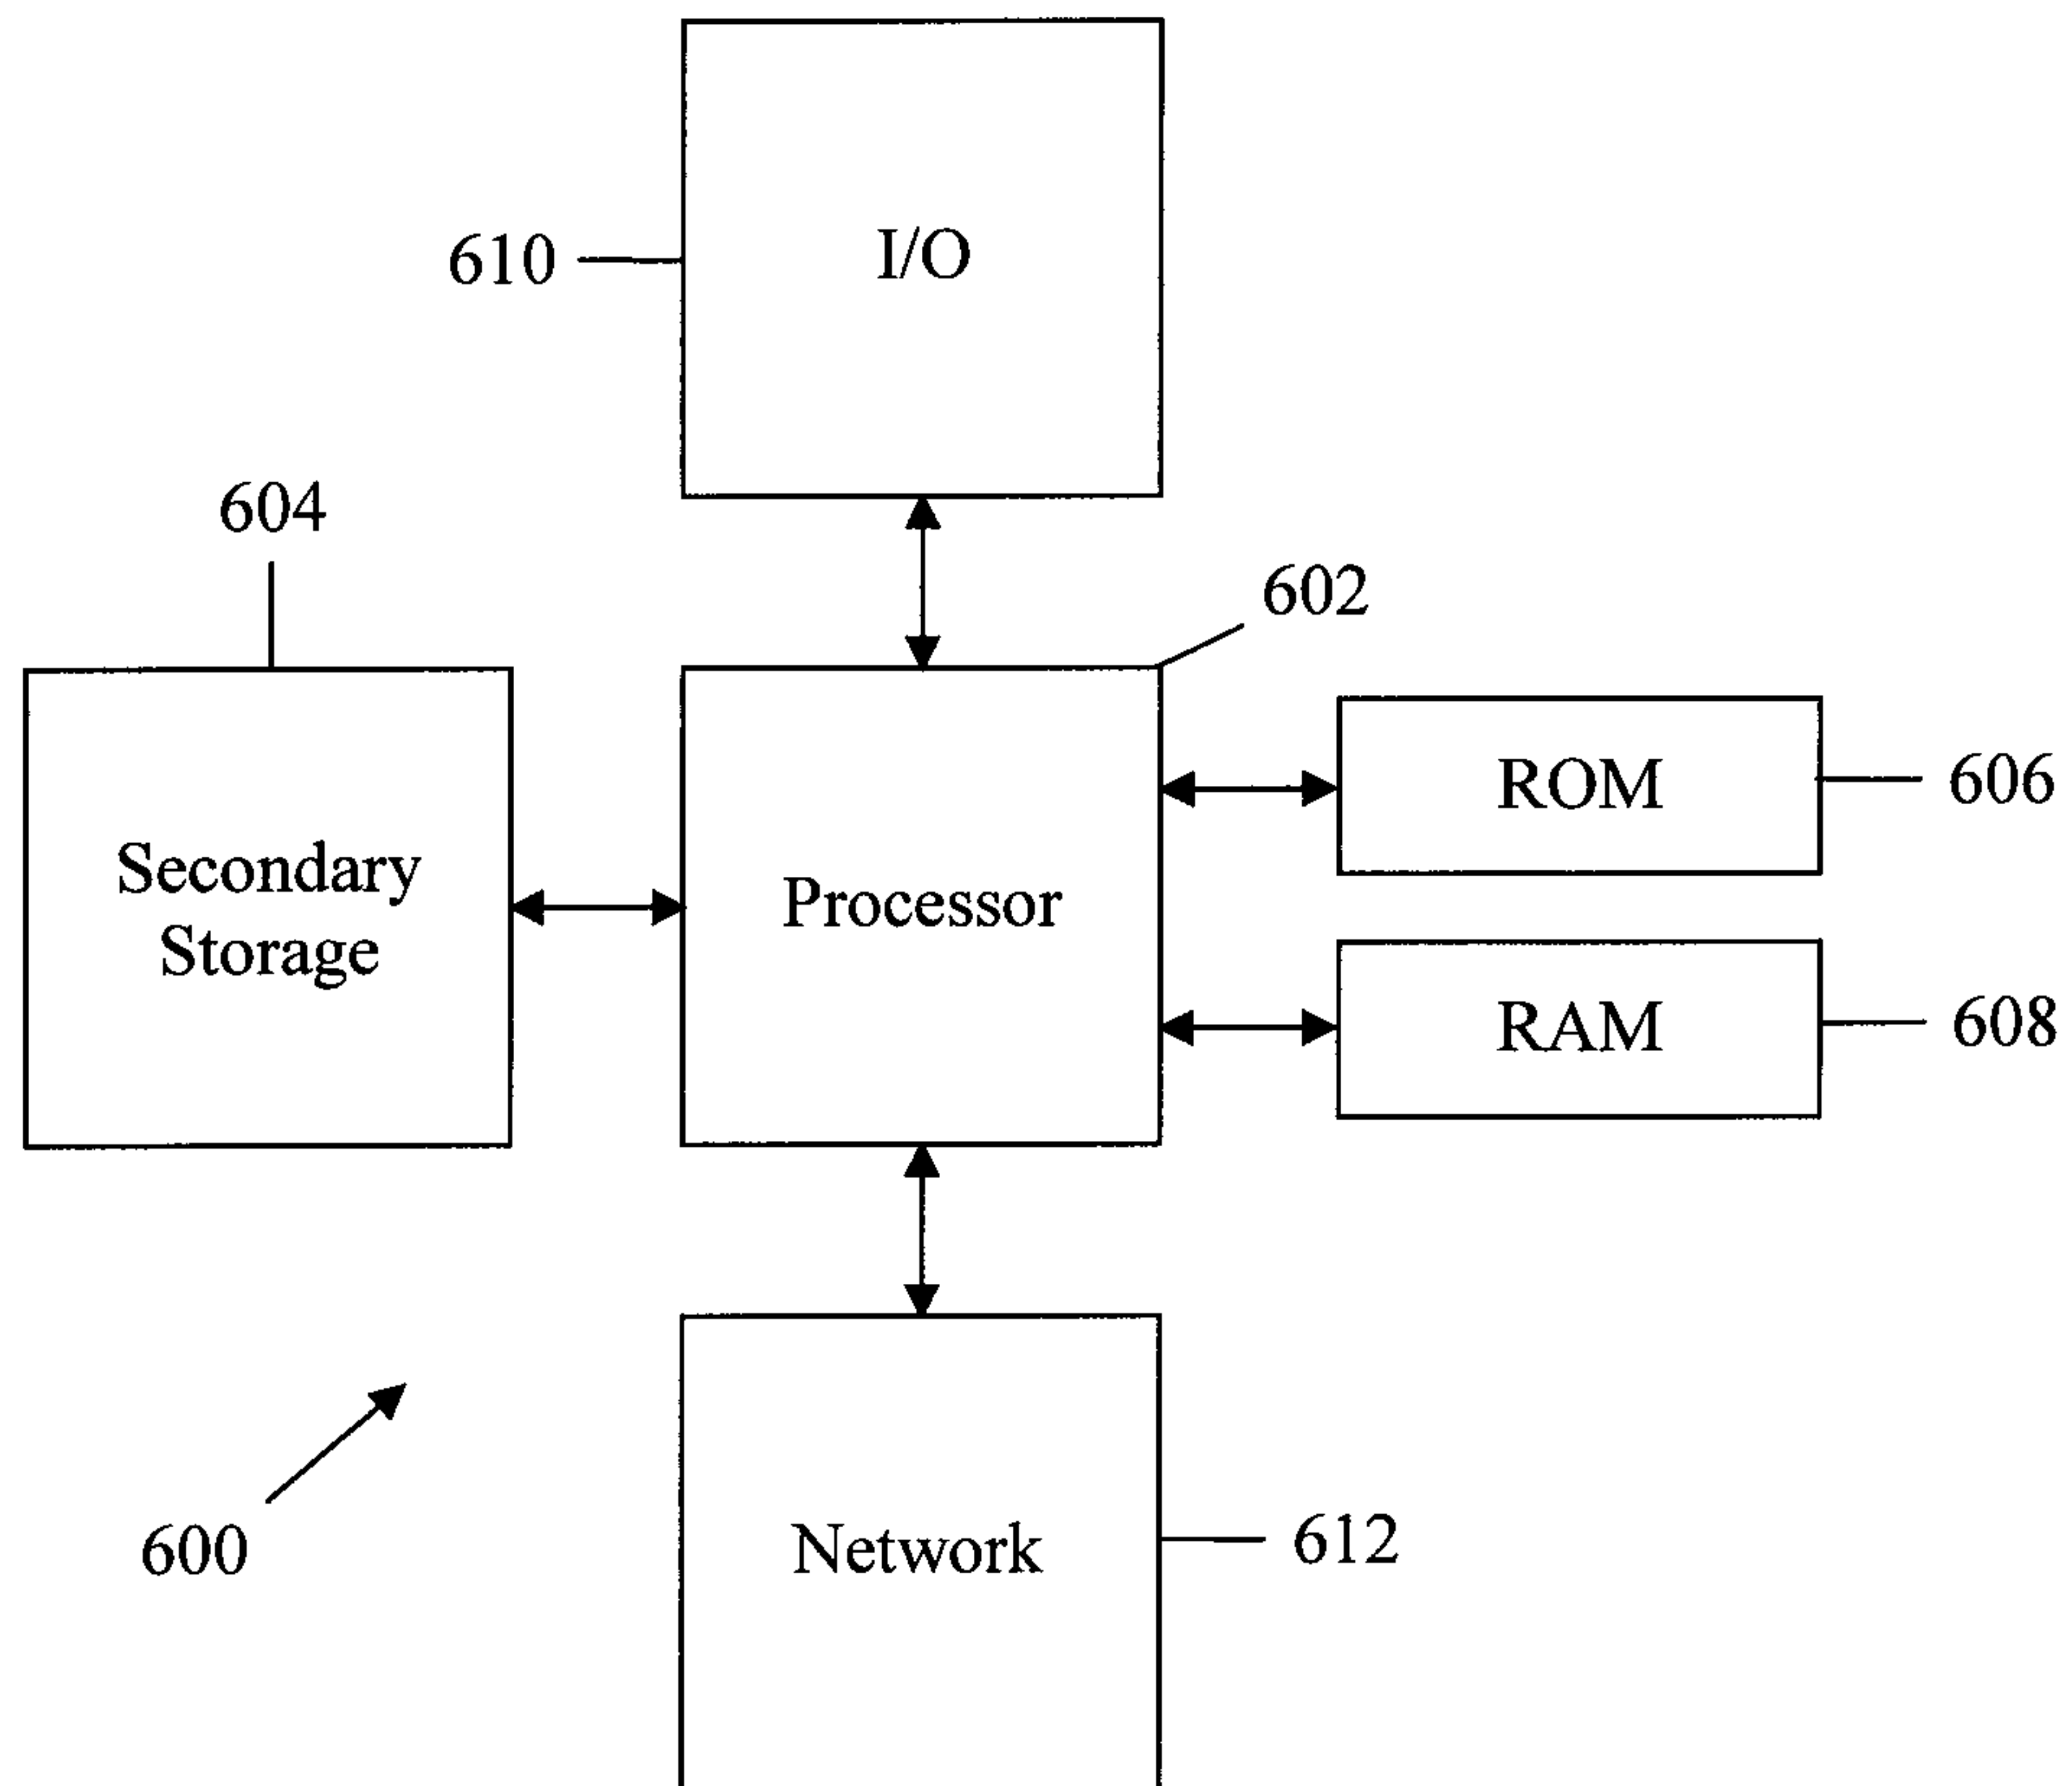 610
I/O
604
602
Secondary
Storage
Processor
ROM
606
RAM
608
600
Network
612